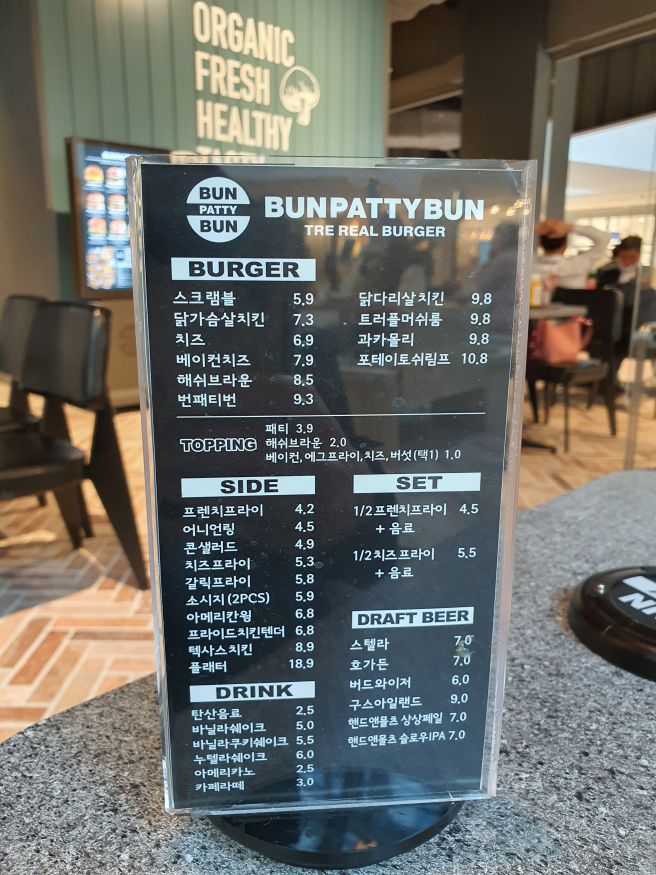 ORGANIC
FRESH
HEALTHY
BUN
PATTY
BUN
BUNPATTYBUN
TRE REAL BURGER
BURGER
스크램블 5.9
닭가슴살치킨 7.3
치즈 6.9
베이컨치즈 7.9
해쉬브라운 8.5
번패티번 9.3
닭다리살치킨 9.8
트러플머쉬룸 9.8
과카몰리 9.8
포테이토쉬림프 10.8
TOPPING
패티 3.9
해쉬브라운 2.0
베이컨, 에그프라이, 치즈, 버섯 (택1) 1.0
SIDE
프렌치프라이 4.2
어니언링 4.5
콘샐러드 4.9
치즈프라이 5.3
갈릭프라이 5.8
소시지 (2PCS) 5.9
아메리칸윙 6.8
프라이드치킨텐더 6.8
텍사스치킨 8.9
플래터 18.9
SET
1/2 프렌치프라이 4.5
+ 음료
1/2 치즈프라이 5.5
+ 음료
DRINK
탄산음료 2.5
바닐라쉐이크 5.0
바닐라쿠키쉐이크 5.5
누텔라쉐이크 6.0
아메리카노 2.5
카페라떼 3.0
DRAFT BEER
스텔라 7.0
호가든 7.0
버드와이저 6.0
구스아일랜드 9.0
핸드앤몰츠 상상페일 7.0
핸드앤몰츠 슬로우IPA 7.0